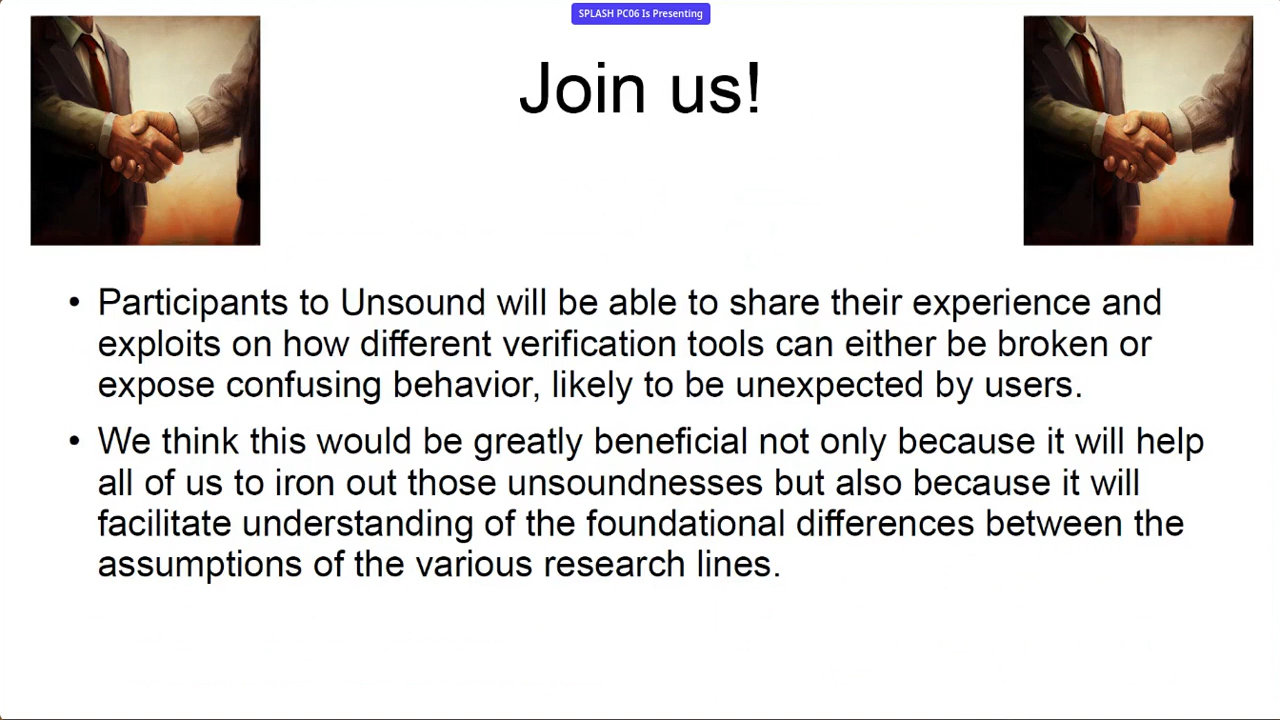 SPLASH PC06 Is Presenting
Join us!
• Participants to Unsound will be able to share their experience and
exploits on how different verification tools can either be broken or
expose confusing behavior, likely to be unexpected by users.
• We think this would be greatly beneficial not only because it will help
all of us to iron out those unsoundnesses but also because it will
facilitate understanding of the foundational differences between the
assumptions of the various research lines.